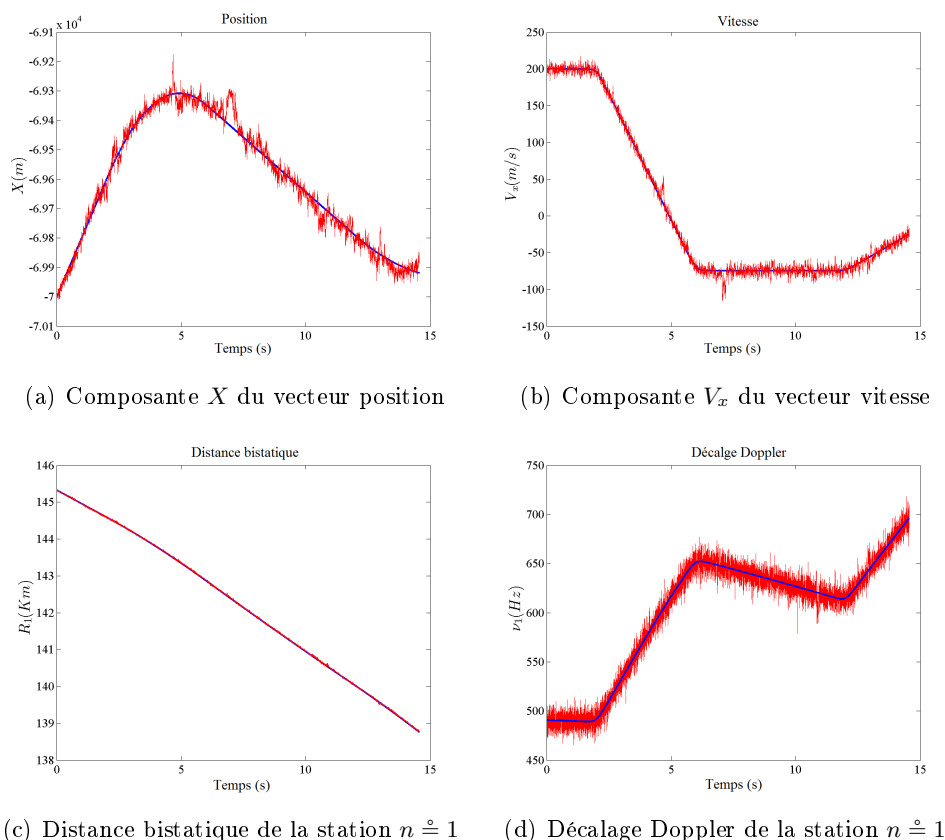 Position
x 10⁴
-6.91
-6.92
-6.93
-6.94
-6.95
-6.96
-6.97
-6.98
-6.99
-7
-7.01
X(m)
0 5 10 15
Temps (s)
(a) Composante X du vecteur position
Vitesse
250
200
150
100
50
0
-50
-100
-150
Vₓ(m/s)
0 5 10 15
Temps (s)
(b) Composante Vₓ du vecteur vitesse
Distance bistatique
146
145
144
143
142
141
140
139
138
R₁(Km)
0 5 10 15
Temps (s)
(c) Distance bistatique de la station n°= 1
Décalge Doppler
750
700
650
600
550
500
450
ν₁(Hz)
0 5 10 15
Temps (s)
(d) Décalage Doppler de la station n°= 1